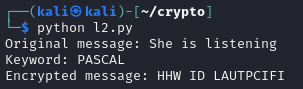 ┌──(kali㉿kali)-[~/crypto]
└─$ python l2.py
Original message: She is listening
Keyword: PASCAL
Encrypted message: HHW ID LAUTPCIFI